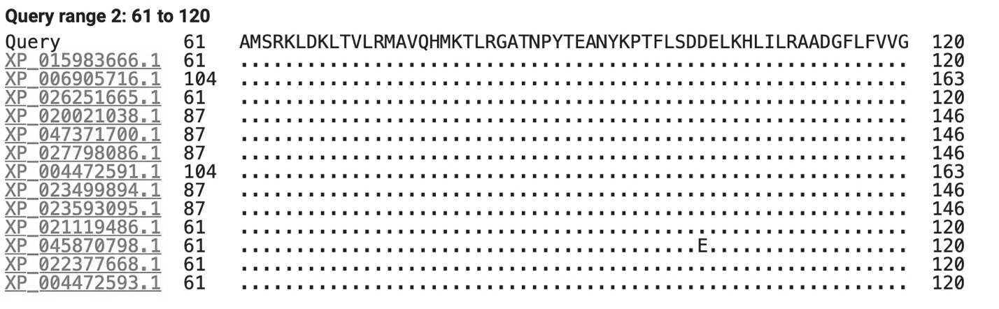 Query range 2: 61 to 120
Query 61 AMSRKLDKLTVLRMAVQHMKTLRGATNPYTEANYKPTFLSDDELKHLILRAADGFLFVVG 120
XP_015983666.1 61 ............................................................ 120
XP_006905716.1 104 ............................................................ 163
XP_026251665.1 61 ............................................................ 120
XP_020021038.1 87 ............................................................ 146
XP_047371700.1 87 ............................................................ 146
XP_027798086.1 87 ............................................................ 146
XP_004472591.1 104 ............................................................ 163
XP_023499894.1 87 ............................................................ 146
XP_023593095.1 87 ............................................................ 146
XP_021119486.1 61 ............................................................ 120
XP_045870798.1 61 .........................................E.................. 120
XP_022377668.1 61 ............................................................ 120
XP_004472593.1 61 ............................................................ 120